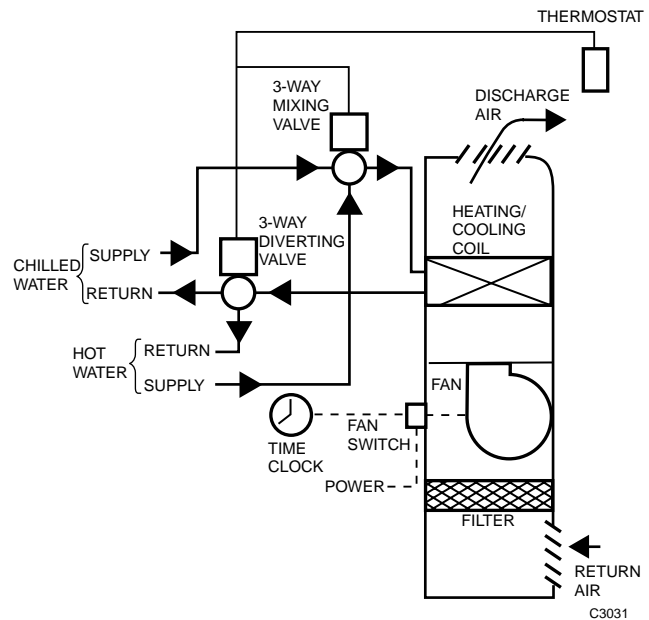 THERMOSTAT
3-WAY
MIXING
VALVE
DISCHARGE
AIR
3-WAY
DIVERTING
VALVE
HEATING/
COOLING
COIL
CHILLED
WATER
SUPPLY
RETURN
HOT
WATER
RETURN
SUPPLY
FAN
TIME
CLOCK
FAN
SWITCH
POWER
FILTER
RETURN
AIR
C3031